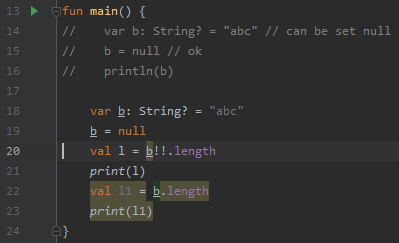 13 fun main() {
14 //    var b: String? = "abc" // can be set null
15 //    b = null // ok
16 //    println(b)
17
18     var b: String? = "abc"
19     b = null
20     val l = b!!.length
21     print(l)
22     val l1 = b.length
23     print(l1)
24 }